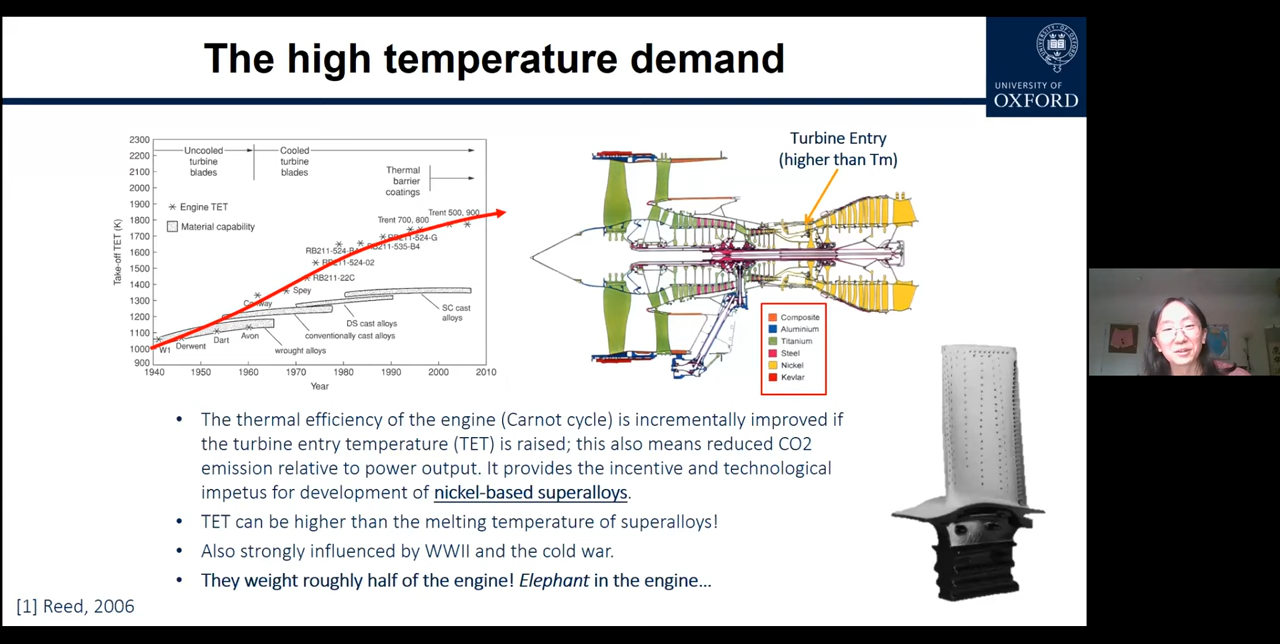 The high temperature demand
UNIVERSITY OF
OXFORD
2300
2200
2100
2000
1900
1800
1700
1600
1500
1400
1300
1200
1100
1000
900
Take-off TET (K)
Uncooled
turbine
blades
Cooled
turbine
blades
Thermal
barrier
coatings
Engine TET
Material capability
Trent 500, 900
Trent 700, 800
RB211-524-G
RB211-535-B4
RB211-524-B4
RB211-524-02
RB211-22C
Spey
Conway
SC cast
alloys
DS cast alloys
conventionally cast alloys
wrought alloys
Avon
Dart
Derwent
W1
1940 1950 1960 1970 1980 1990 2000 2010
Year
Turbine Entry
(higher than Tm)
Composite
Aluminium
Titanium
Steel
Nickel
Kevlar
• The thermal efficiency of the engine (Carnot cycle) is incrementally improved if
the turbine entry temperature (TET) is raised; this also means reduced CO2
emission relative to power output. It provides the incentive and technological
impetus for development of nickel-based superalloys.
• TET can be higher than the melting temperature of superalloys!
• Also strongly influenced by WWII and the cold war.
• They weight roughly half of the engine! Elephant in the engine...
[1] Reed, 2006